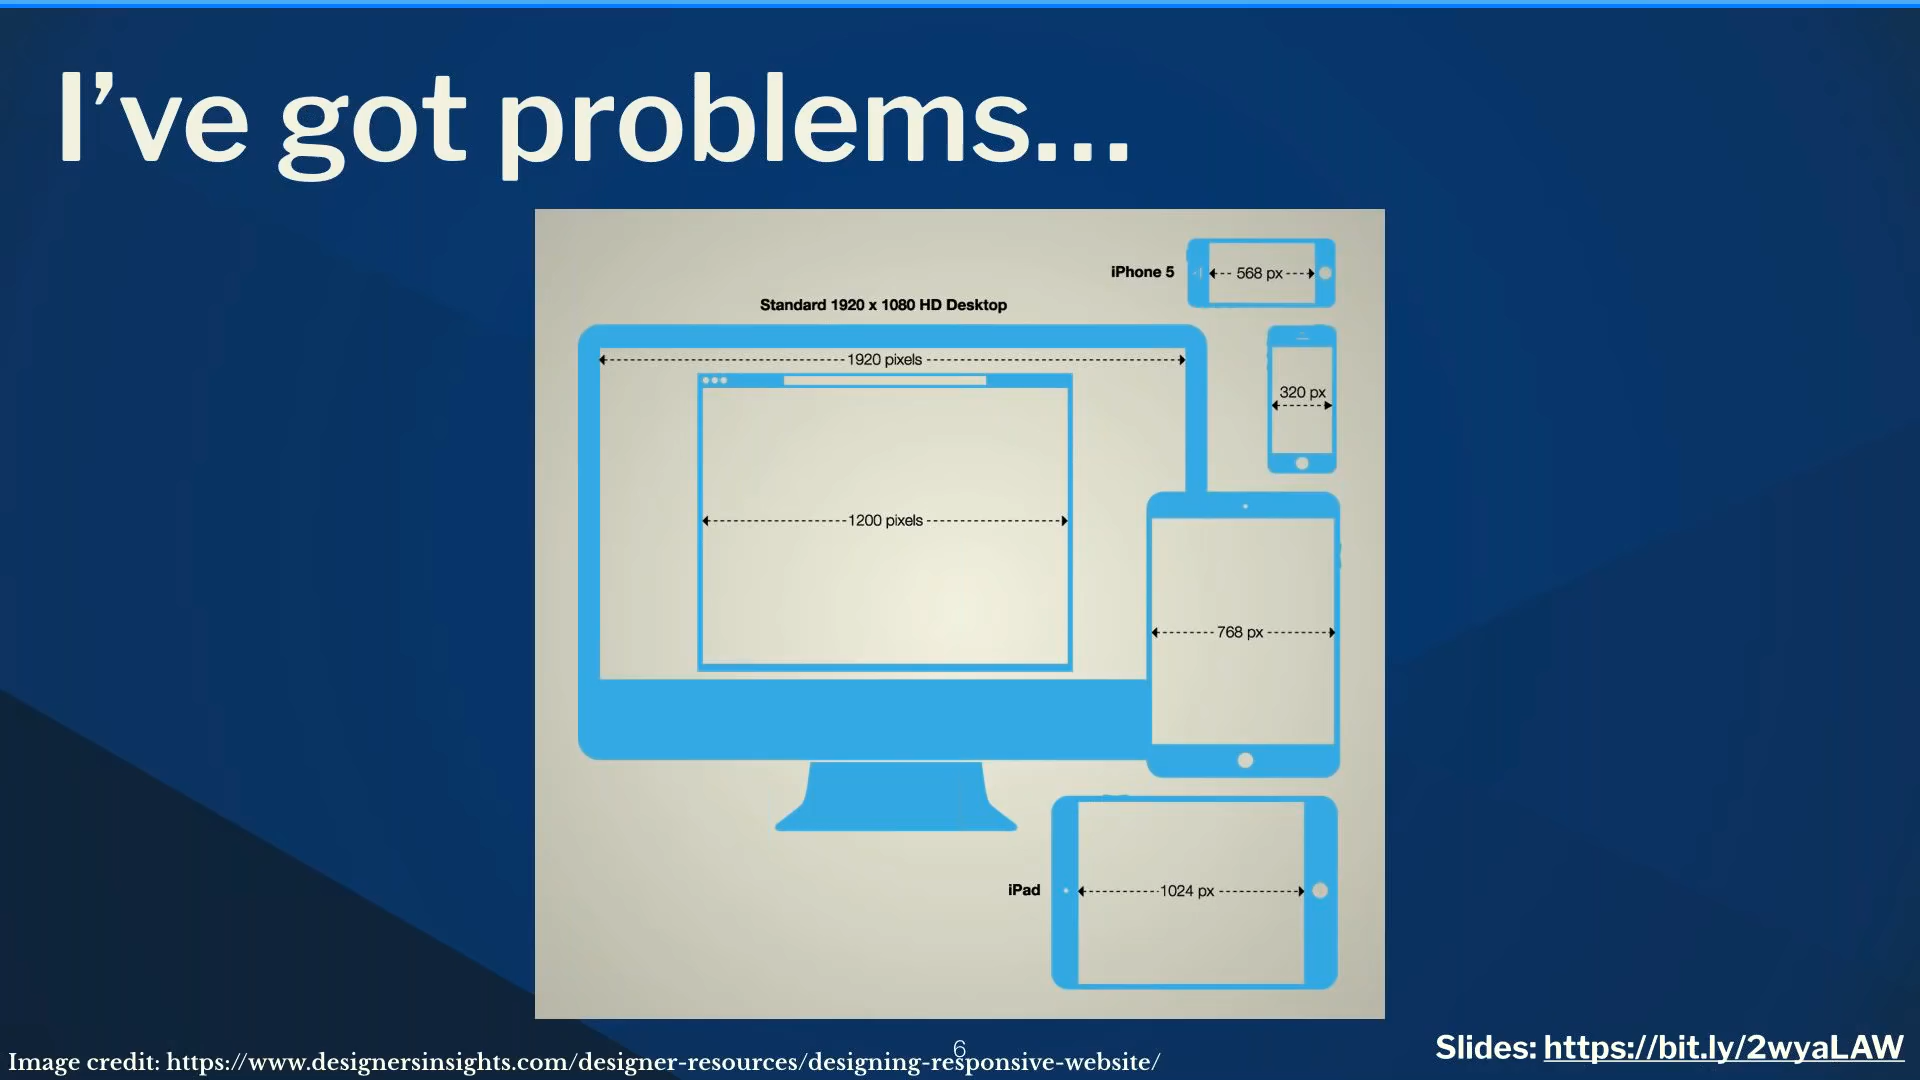 I’ve got problems...
iPhone 5
568 px
Standard 1920 x 1080 HD Desktop
1920 pixels
320 px
1200 pixels
768 px
iPad
1024 px
6
Image credit: https://www.designersinsights.com/designer-resources/designing-responsive-website/
Slides: https://bit.ly/2wyaLAW